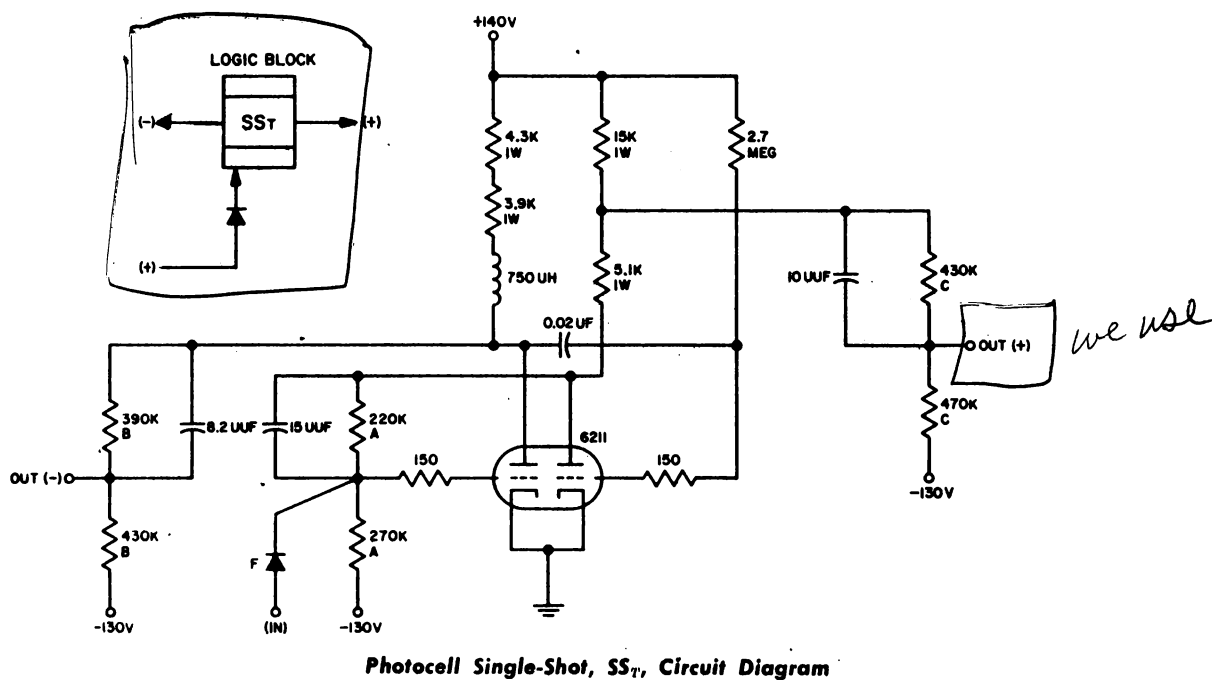 +140V
LOGIC BLOCK
(-)
SST
(+)
(+)
4.3K
1W
15K
1W
2.7
MEG
3.9K
1W
750 UH
5.1K
1W
10 UUF
430K
C
0.02 UF
OUT (+)
we use
390K
B
8.2 UUF
15 UUF
220K
A
6211
470K
C
OUT (-)
150
150
-130V
430K
B
F
270K
A
-130V
(IN)
-130V
Photocell Single-Shot, SST, Circuit Diagram